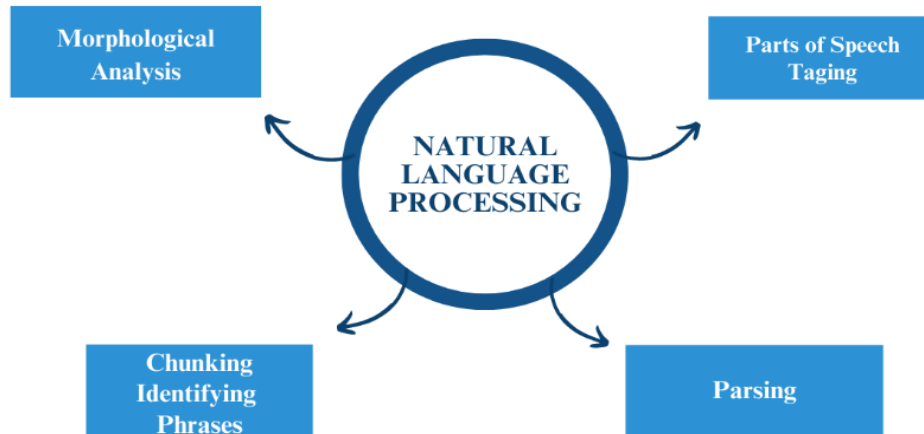 Morphological
Analysis
Parts of Speech
Taging
NATURAL
LANGUAGE
PROCESSING
Chunking
Identifying
Phrases
Parsing